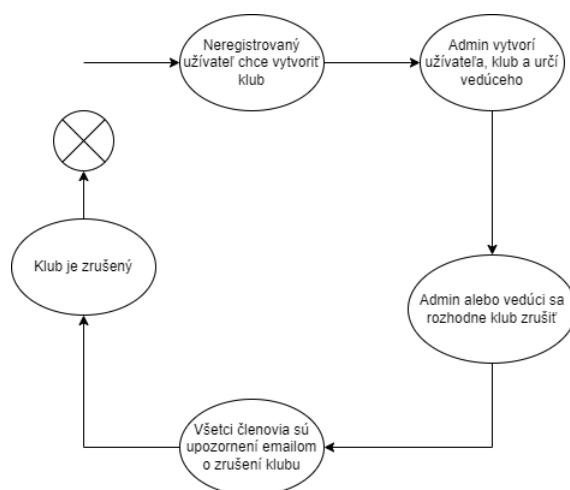 Neregistrovaný
užívateľ chce vytvoriť
klub
Admin vytvorí
užívateľa, klub a určí
vedúceho
Admin alebo vedúci sa
rozhodne klub zrušiť
Všetci členovia sú
upozornení emailom
o zrušení klubu
Klub je zrušený